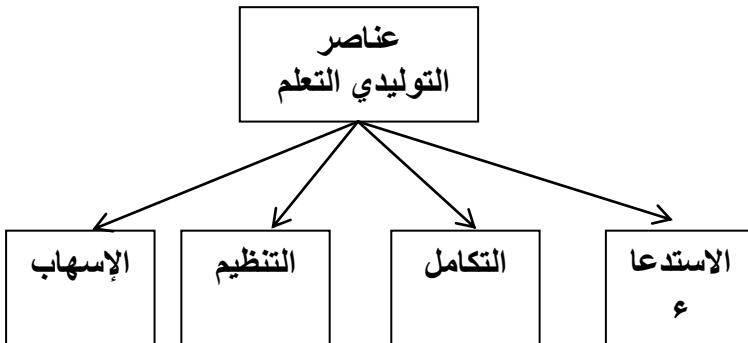 عناصر
التوليدي التعلم
الاستدعا
ء
التكامل
التنظيم
الإسهاب